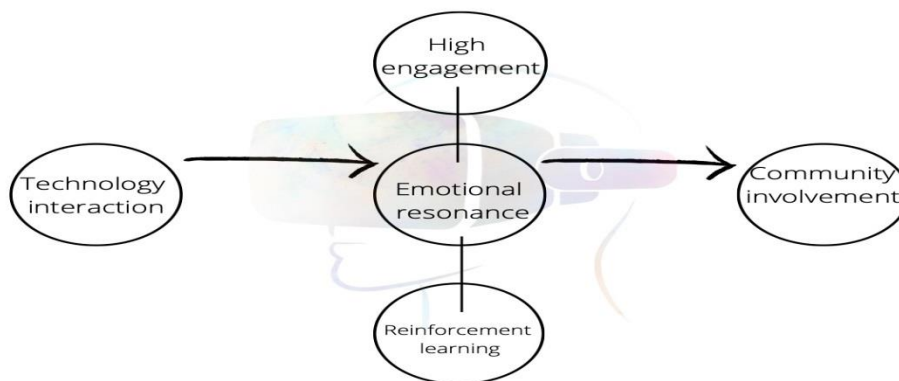 High
engagement
Technology
interaction
Emotional
resonance
Community
involvement
Reinforcement
learning